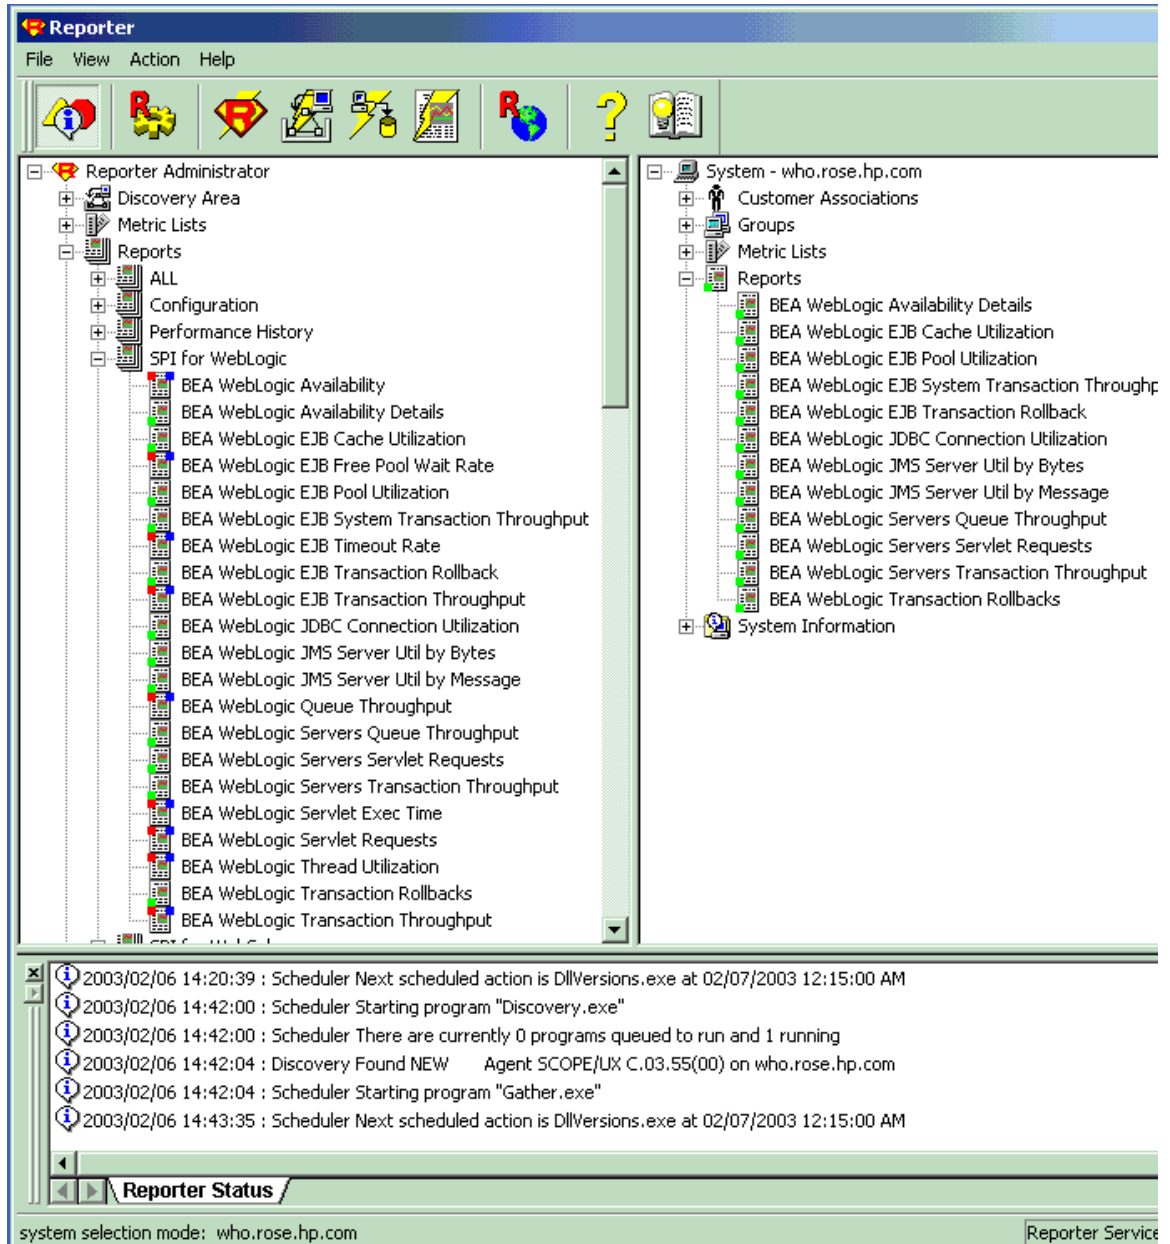 Reporter
File View Action Help
Reporter Administrator
Discovery Area
Metric Lists
Reports
ALL
Configuration
Performance History
SPI for WebLogic
BEA WebLogic Availability
BEA WebLogic Availability Details
BEA WebLogic EJB Cache Utilization
BEA WebLogic EJB Free Pool Wait Rate
BEA WebLogic EJB Pool Utilization
BEA WebLogic EJB System Transaction Throughput
BEA WebLogic EJB Timeout Rate
BEA WebLogic EJB Transaction Rollback
BEA WebLogic EJB Transaction Throughput
BEA WebLogic JDBC Connection Utilization
BEA WebLogic JMS Server Util by Bytes
BEA WebLogic JMS Server Util by Message
BEA WebLogic Queue Throughput
BEA WebLogic Servers Queue Throughput
BEA WebLogic Servers Servlet Requests
BEA WebLogic Servers Transaction Throughput
BEA WebLogic Servlet Exec Time
BEA WebLogic Servlet Requests
BEA WebLogic Thread Utilization
BEA WebLogic Transaction Rollbacks
BEA WebLogic Transaction Throughput
System - who.rose.hp.com
Customer Associations
Groups
Metric Lists
Reports
BEA WebLogic Availability Details
BEA WebLogic EJB Cache Utilization
BEA WebLogic EJB Pool Utilization
BEA WebLogic EJB System Transaction Throughp
BEA WebLogic EJB Transaction Rollback
BEA WebLogic JDBC Connection Utilization
BEA WebLogic JMS Server Util by Bytes
BEA WebLogic JMS Server Util by Message
BEA WebLogic Servers Queue Throughput
BEA WebLogic Servers Servlet Requests
BEA WebLogic Servers Transaction Throughput
BEA WebLogic Transaction Rollbacks
System Information
2003/02/06 14:20:39 : Scheduler Next scheduled action is DllVersions.exe at 02/07/2003 12:15:00 AM
2003/02/06 14:42:00 : Scheduler Starting program "Discovery.exe"
2003/02/06 14:42:00 : Scheduler There are currently 0 programs queued to run and 1 running
2003/02/06 14:42:04 : Discovery Found NEW Agent SCOPE/UX C.03.55(00) on who.rose.hp.com
2003/02/06 14:42:04 : Scheduler Starting program "Gather.exe"
2003/02/06 14:43:35 : Scheduler Next scheduled action is DllVersions.exe at 02/07/2003 12:15:00 AM
Reporter Status
system selection mode: who.rose.hp.com
Reporter Service